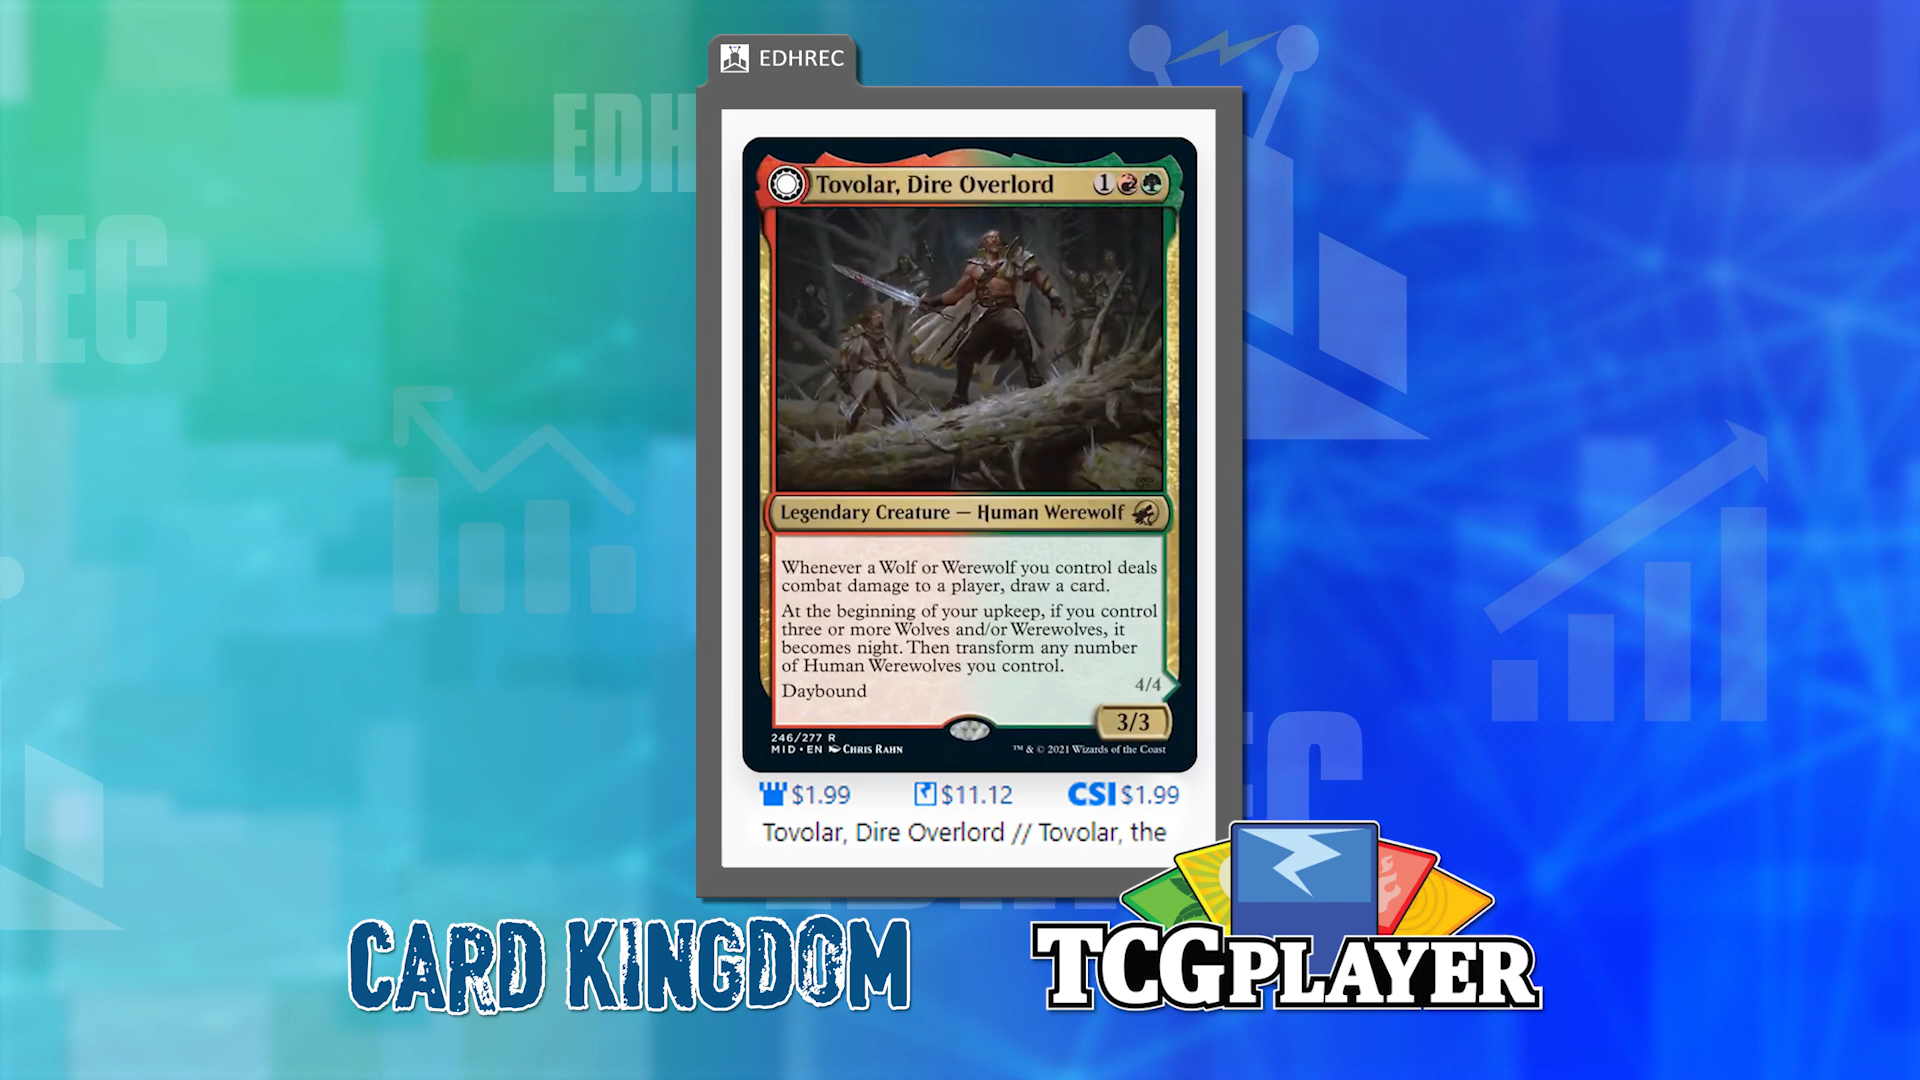 EDHREC
EDH
REC
Tovolar, Dire Overlord 1
Legendary Creature — Human Werewolf
Whenever a Wolf or Werewolf you control deals
combat damage to a player, draw a card.
At the beginning of your upkeep, if you control
three or more Wolves and/or Werewolves, it
becomes night. Then transform any number
of Human Werewolves you control.
Daybound
4/4
3/3
246/277 R
MID • EN Chris Rahn
™ & © 2021 Wizards of the Coast
$1.99 $11.12 CSI $1.99
Tovolar, Dire Overlord // Tovolar, the
CARD KINGDOM
TCGPLAYER